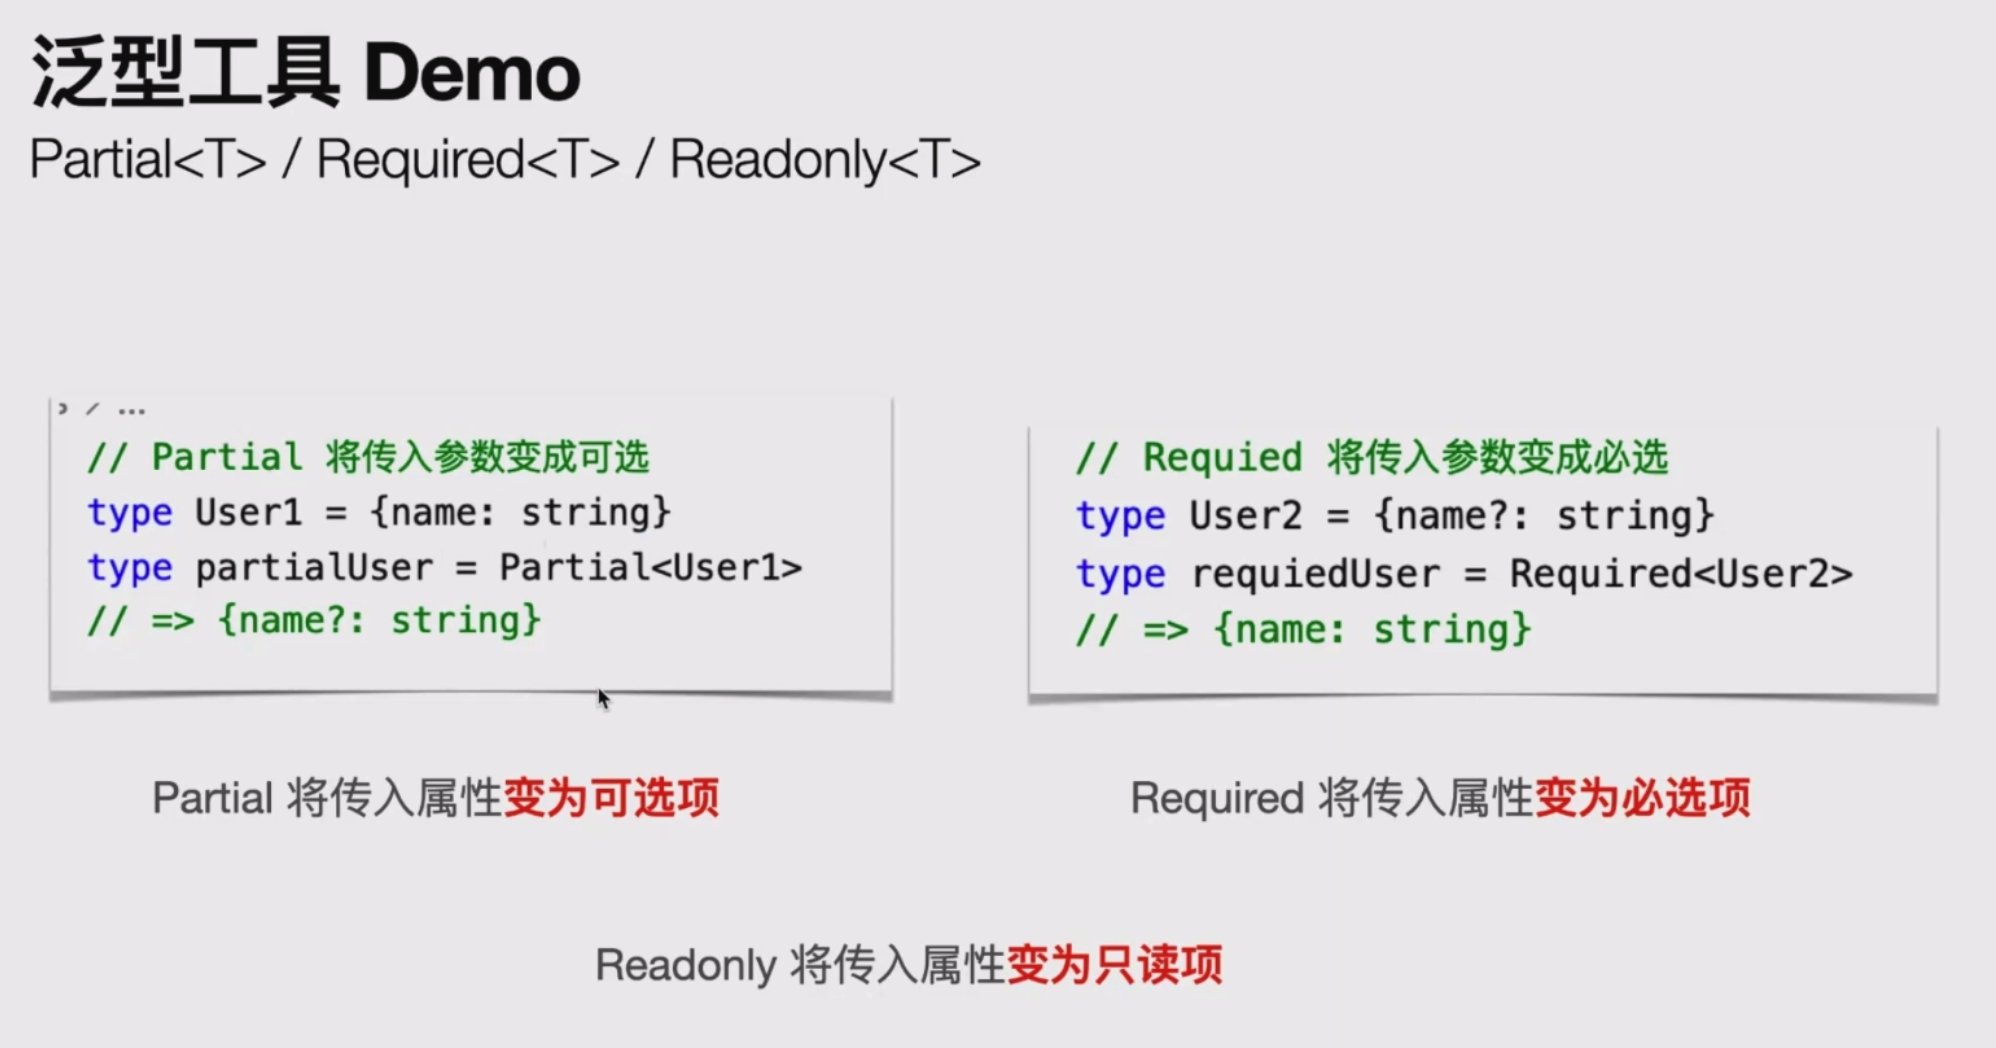 泛型工具 Demo
Partial<T> / Required<T> / Readonly<T>
// Partial 将传入参数变成可选
type User1 = {name: string}
type partialUser = Partial<User1>
// => {name?: string}
Partial 将传入属性变为可选项
// Requied 将传入参数变成必选
type User2 = {name?: string}
type requiedUser = Required<User2>
// => {name: string}
Required 将传入属性变为必选项
Readonly 将传入属性变为只读项